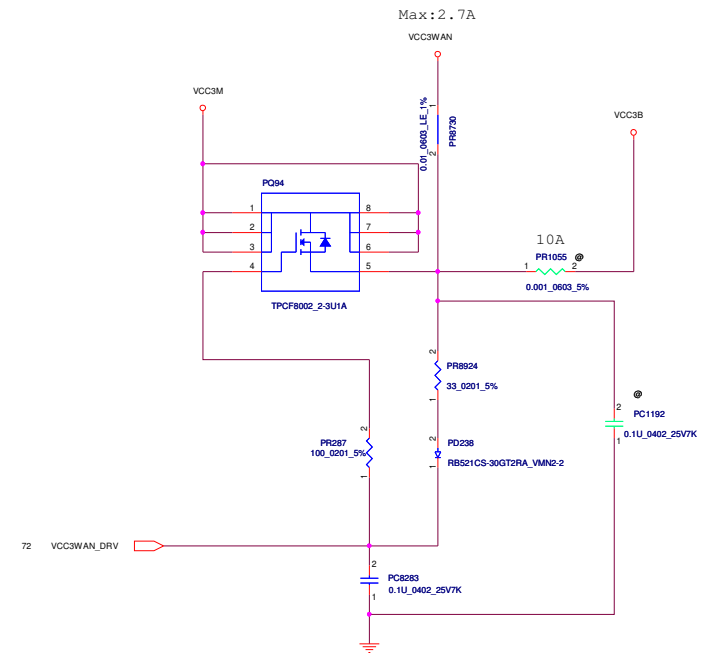 Max:2.7A
VCC3WAN
VCC3M
VCC3B
1
0.01_0603_LE_1%
PR8730
2
PQ94
1
2
3
4
8
7
6
5
TPCF8002_2-3U1A
10A
PR1055 @
1
2
0.001_0603_5%
2
PR8924
33_0201_5%
1
@
2
PC1192
0.1U_0402_25V7K
1
2
PR287
100_0201_5%
1
2
PD238
RB521CS-30GT2RA_VMN2-2
1
72 VCC3WAN_DRV
2
PC8283
0.1U_0402_25V7K
1